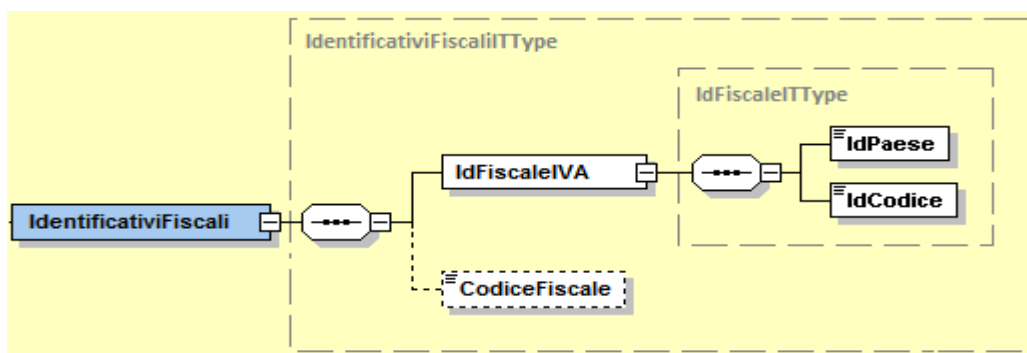 IdentificativiFiscaliITType
IdFiscaleITType
IdPaese
IdFiscaleIVA
IdCodice
IdentificativiFiscali
CodiceFiscale